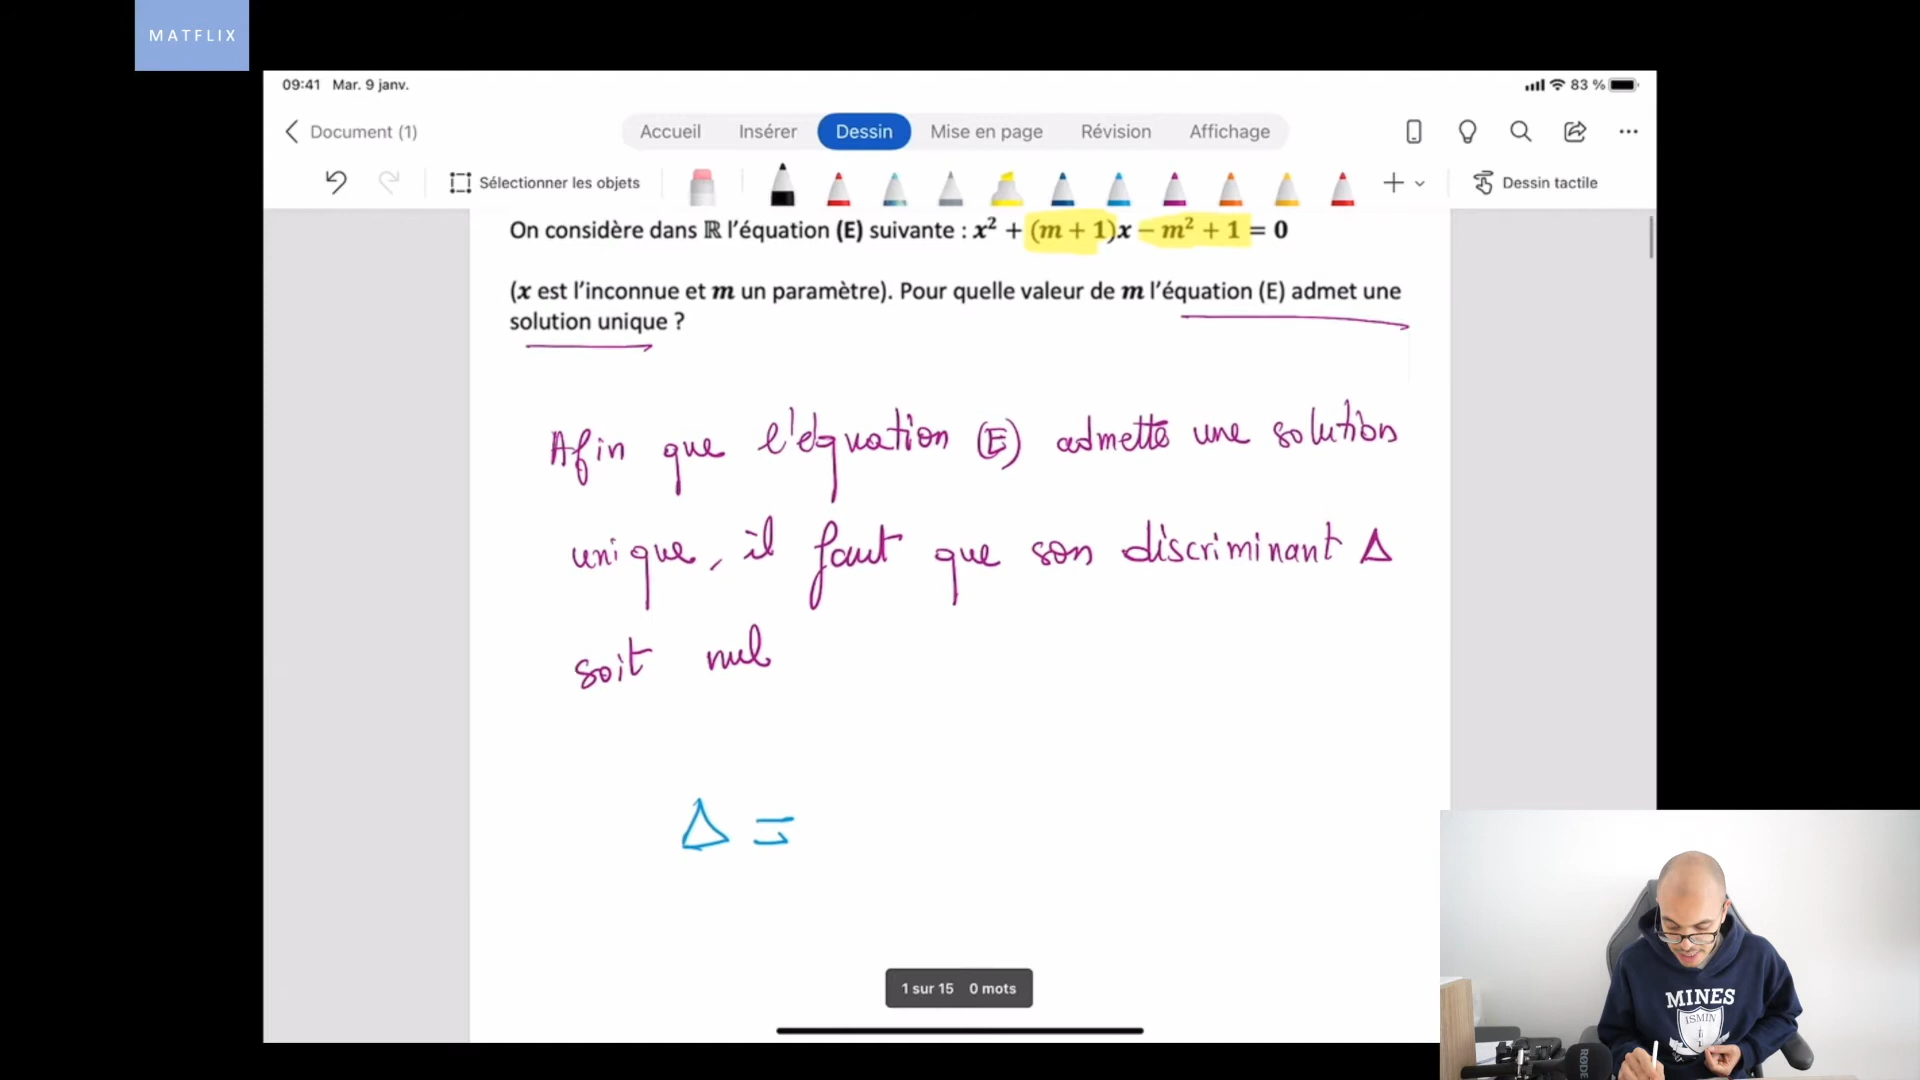 MATFLIX
09:41 Mar. 9 janv.
83 %
Document (1)
Accueil Insérer Dessin Mise en page Révision Affichage
Sélectionner les objets
Dessin tactile
On considère dans ℝ l'équation (E) suivante : x² + (m + 1)x − m² + 1 = 0
(x est l'inconnue et m un paramètre). Pour quelle valeur de m l'équation (E) admet une
solution unique ?
Afin que l'équation (E) admette une solution
unique, il faut que son discriminant Δ
soit nul
Δ =
1 sur 15 0 mots
MINES
ISMIN
RØDE